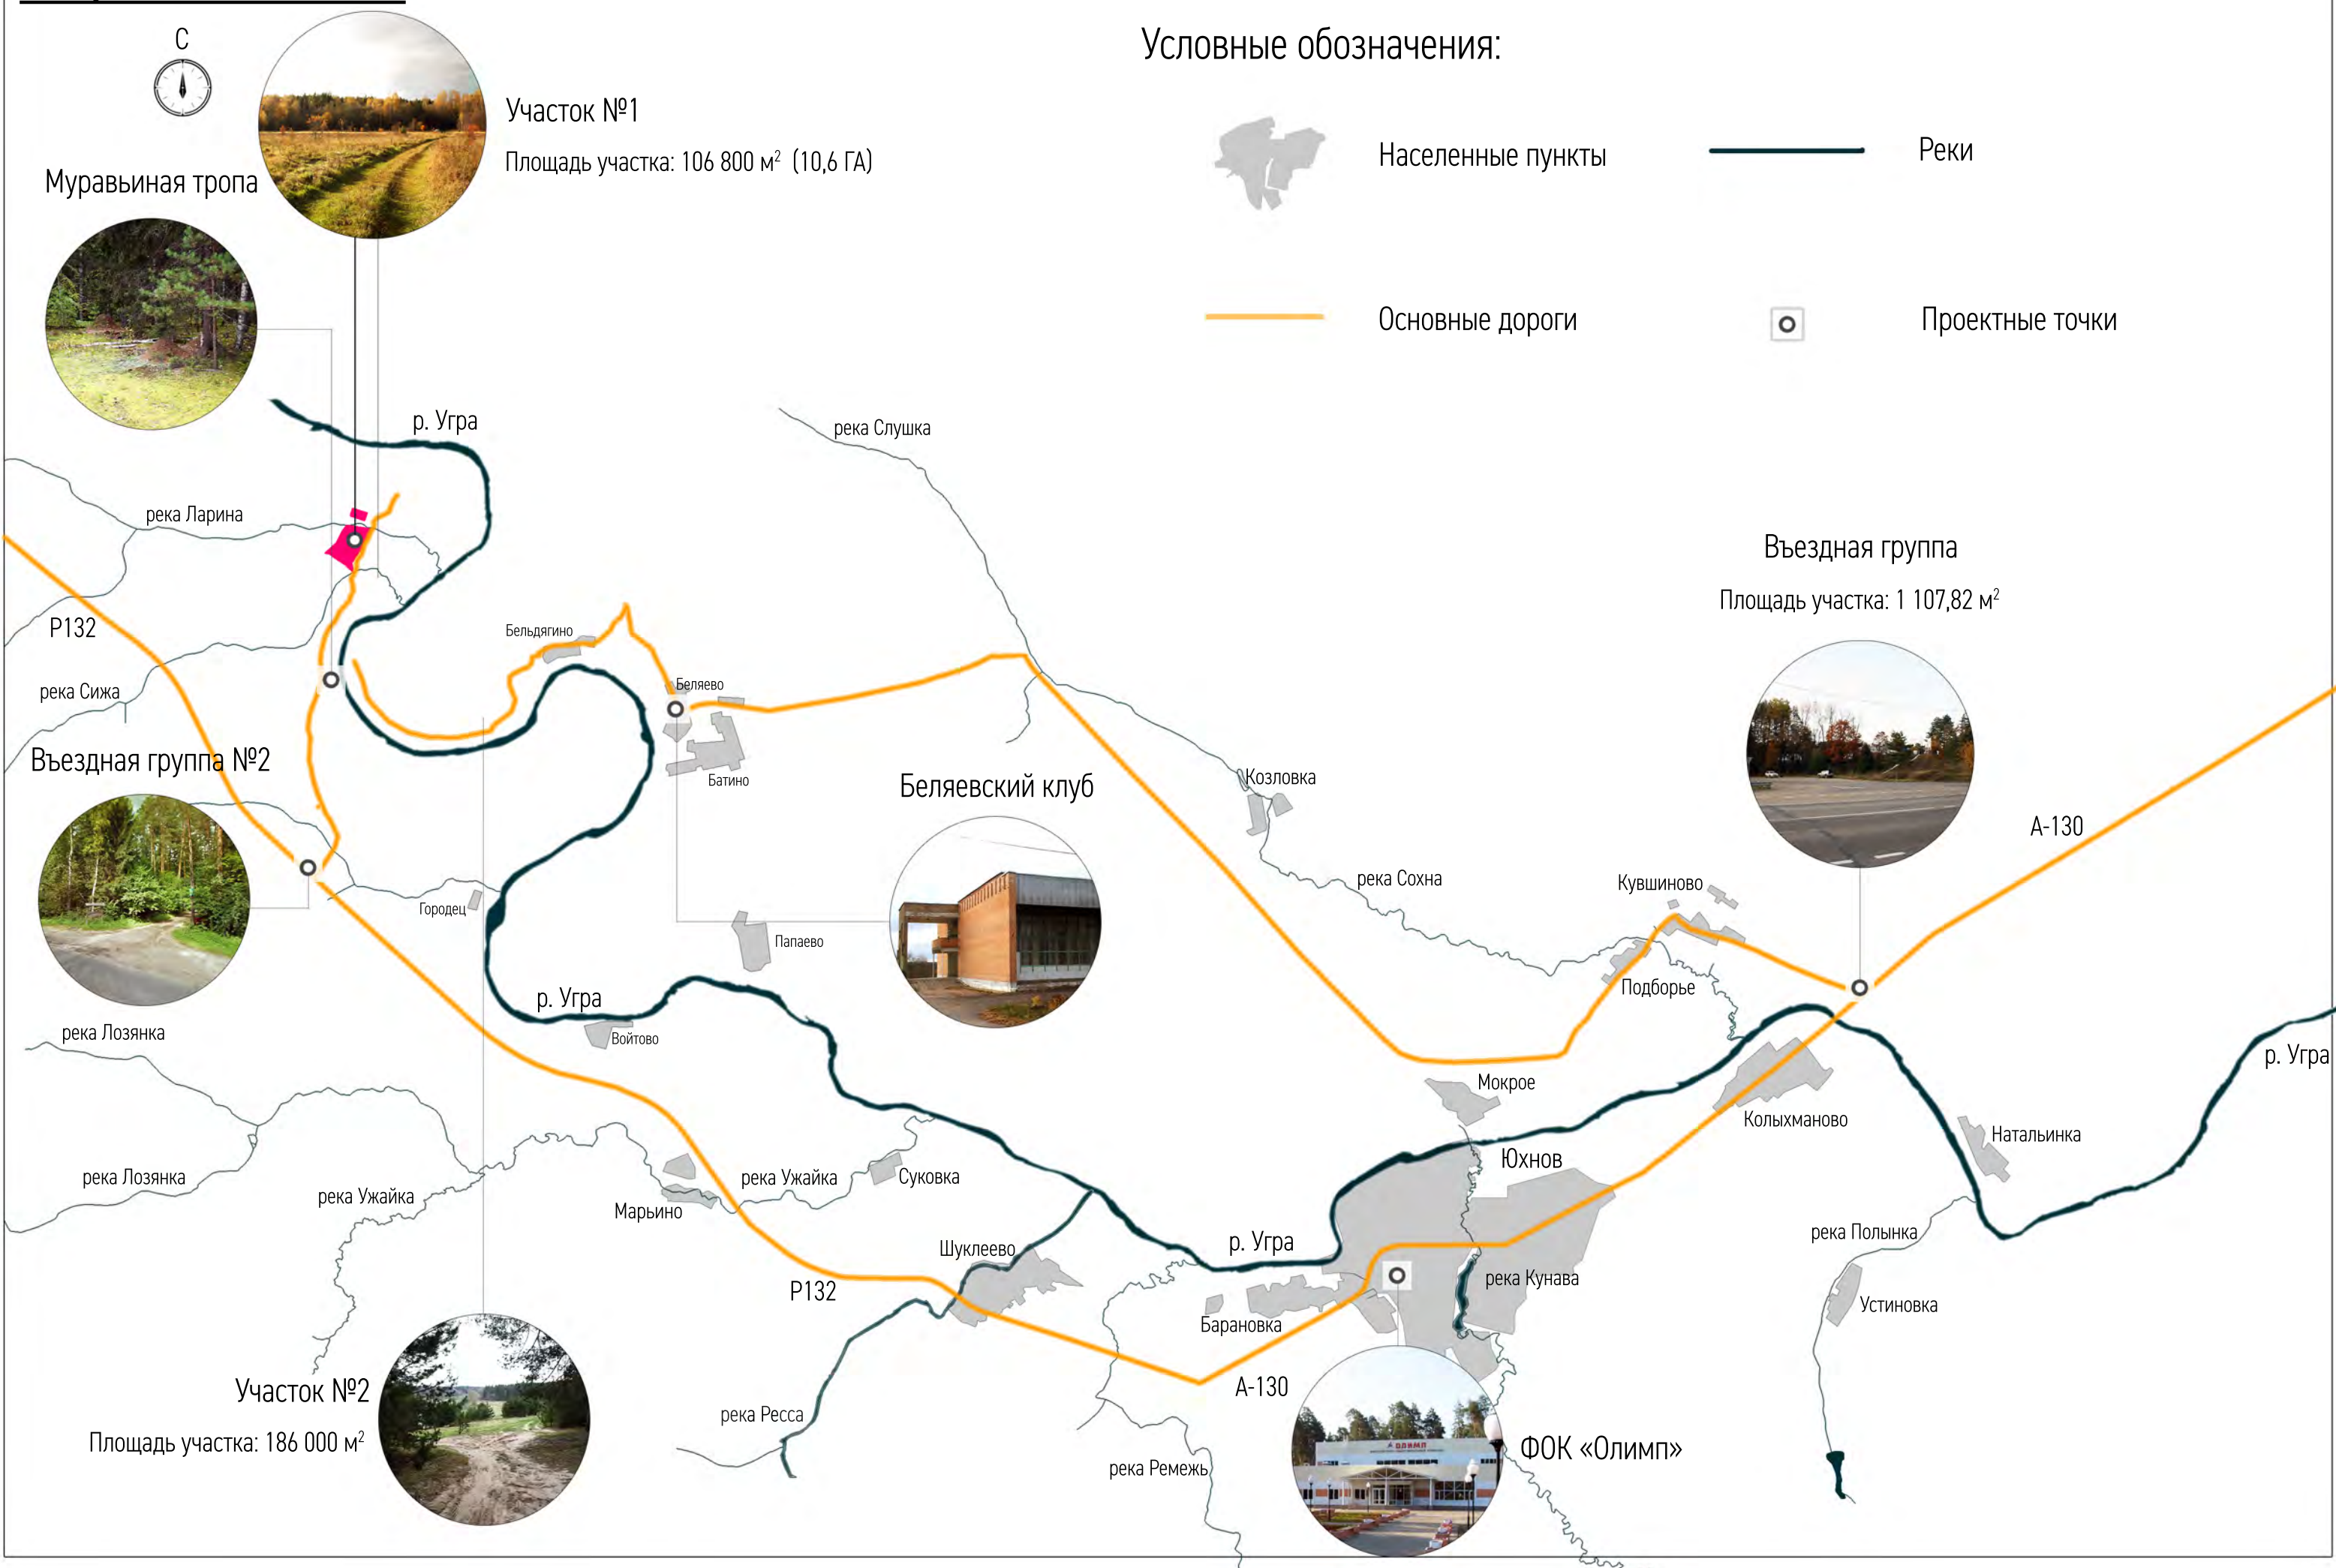 С
Участок №1
Площадь участка: 106 800 м² (10,6 ГА)
Муравьиная тропа
Условные обозначения:
Населенные пункты
Реки
Основные дороги
Проектные точки
р. Угра
река Слушка
река Ларина
Въездная группа
Площадь участка: 1 107,82 м²
Р132
Бельдягино
река Сижа
Беляево
Въездная группа №2
Батино
Беляевский клуб
Козловка
А-130
река Сохна
Кувшиново
Городец
Папаево
Подборье
р. Угра
Войтово
река Лозянка
р. Угра
Мокрое
Колыхманово
Натальинка
Юхнов
река Лозянка
река Ужайка
река Ужайка
Суковка
Марьино
река Полынка
Шуклеево
р. Угра
Р132
река Кунава
Устиновка
Барановка
Участок №2
Площадь участка: 186 000 м²
А-130
река Ресса
река Ремежь
ОЛИМП
ФОК «Олимп»